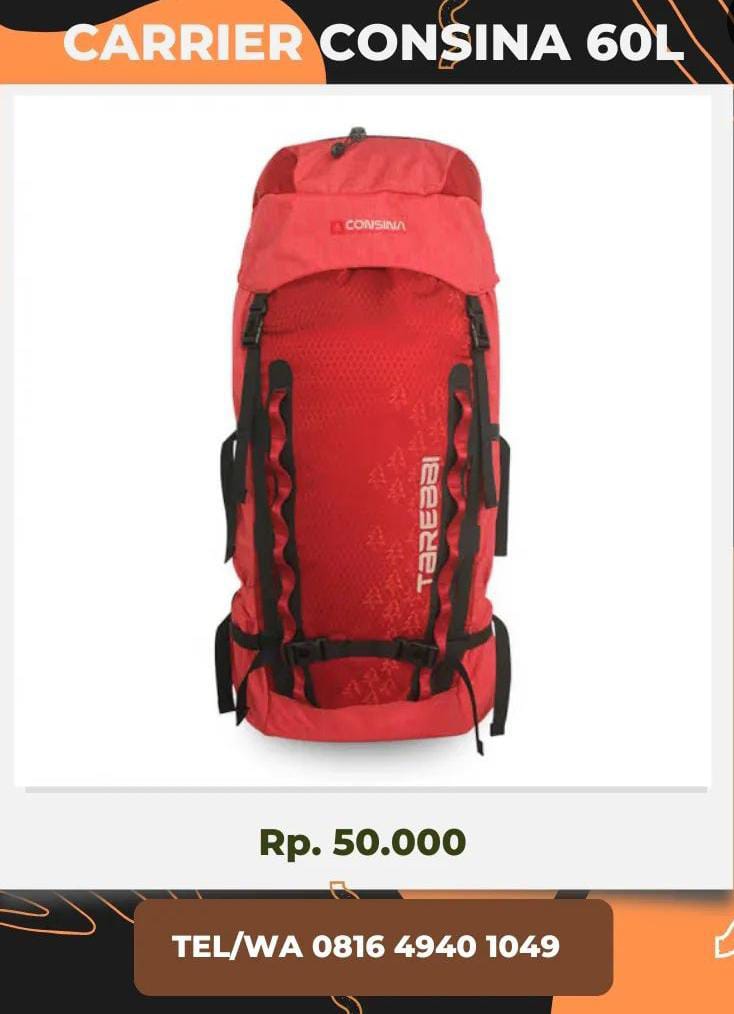 CARRIER CONSINA 60L
CONSINA
TAREBBI
Rp. 50.000
TEL/WA 0816 4940 1049